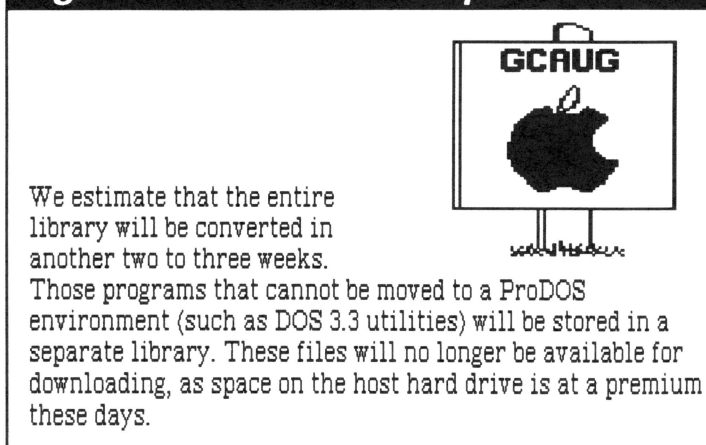 GCAUG
We estimate that the entire
library will be converted in
another two to three weeks.
Those programs that cannot be moved to a ProDOS
environment (such as DOS 3.3 utilities) will be stored in a
separate library. These files will no longer be available for
downloading, as space on the host hard drive is at a premium
these days.